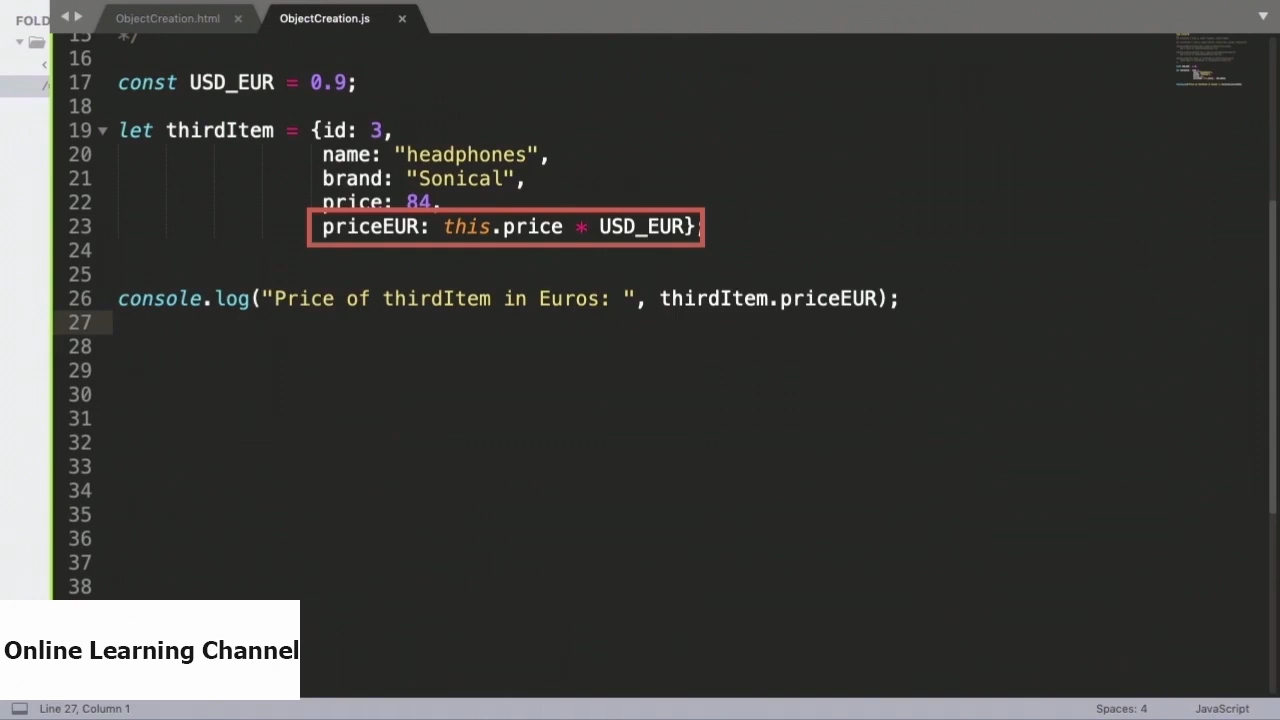 FOLD
ObjectCreation.html ×
ObjectCreation.js ×
15 */
16
17 const USD_EUR = 0.9;
18
19 let thirdItem = {id: 3,
20 name: "headphones",
21 brand: "Sonical",
22 price: 84,
23 priceEUR: this.price * USD_EUR};
24
25
26 console.log("Price of thirdItem in Euros: ", thirdItem.priceEUR);
27
28
29
30
31
32
33
34
35
36
37
38
Online Learning Channel
Line 27, Column 1
Spaces: 4
JavaScript